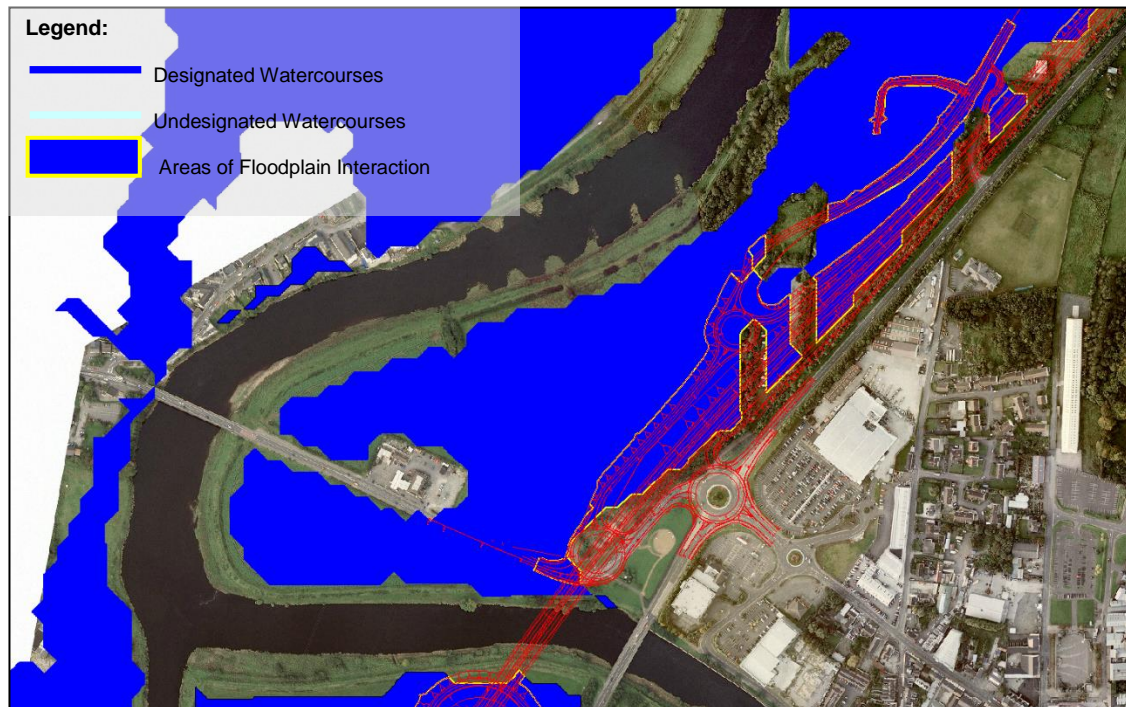 Legend:
Designated Watercourses
Undesignated Watercourses
Areas of Floodplain Interaction